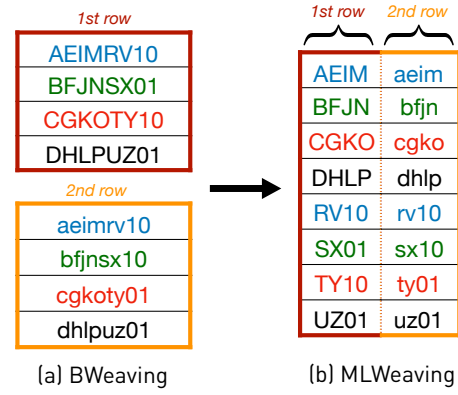 1st row
AEIMRV10
BFJNSX01
CGKOTY10
DHLPUZ01
2nd row
aeimrv10
bfjnsx10
cgkoty01
dhlpuz01
(a) BWeaving
1st row 2nd row
AEIM aeim
BFJN bfjn
CGKO cgko
DHLP dhlp
RV10 rv10
SX01 sx10
TY10 ty01
UZ01 uz01
(b) MLWeaving